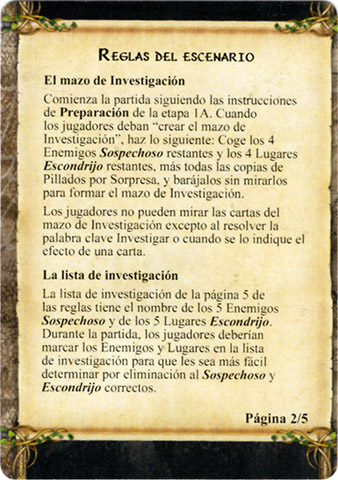 REGLAS DEL ESCENARIO
El mazo de Investigación
Comienza la partida siguiendo las instrucciones
de Preparación de la etapa 1A. Cuando
los jugadores deban “crear el mazo de
Investigación”, haz lo siguiente: Coge los 4
Enemigos Sospechoso restantes y los 4 Lugares
Escondrijo restantes, más todas las copias de
Pillados por Sorpresa, y barájalos sin mirarlos
para formar el mazo de Investigación.
Los jugadores no pueden mirar las cartas del
mazo de Investigación excepto al resolver la
palabra clave Investigar o cuando se lo indique el
efecto de una carta.
La lista de investigación
La lista de investigación de la página 5 de
las reglas tiene el nombre de los 5 Enemigos
Sospechoso y de los 5 Lugares Escondrijo.
Durante la partida, los jugadores deberían
marcar los Enemigos y Lugares en la lista
de investigación para que les sea más fácil
determinar por eliminación al Sospechoso y
Escondrijo correctos.
Página 2/5